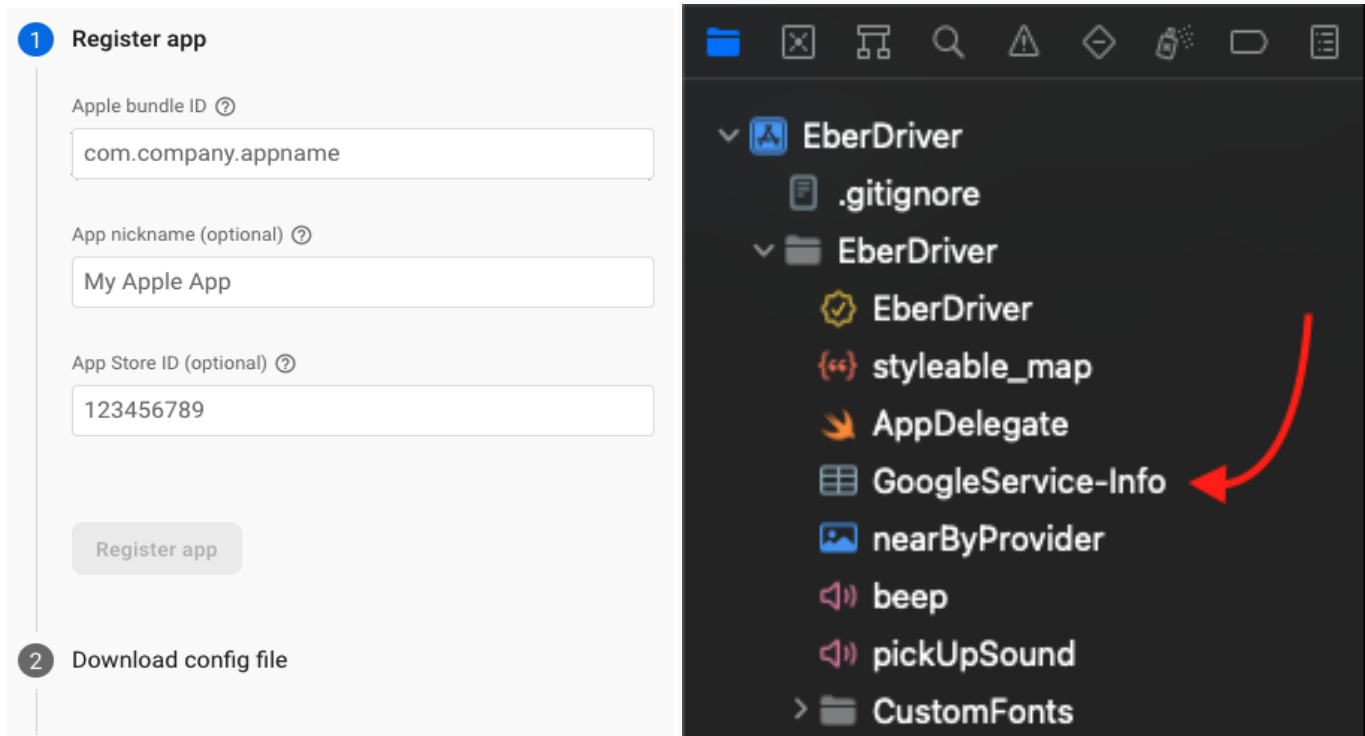 1 Register app
Apple bundle ID
com.company.appname
App nickname (optional)
My Apple App
App Store ID (optional)
123456789
Register app
2 Download config file
EberDriver
.gitignore
EberDriver
EberDriver
styleable_map
AppDelegate
GoogleService-Info
nearByProvider
beep
pickUpSound
CustomFonts